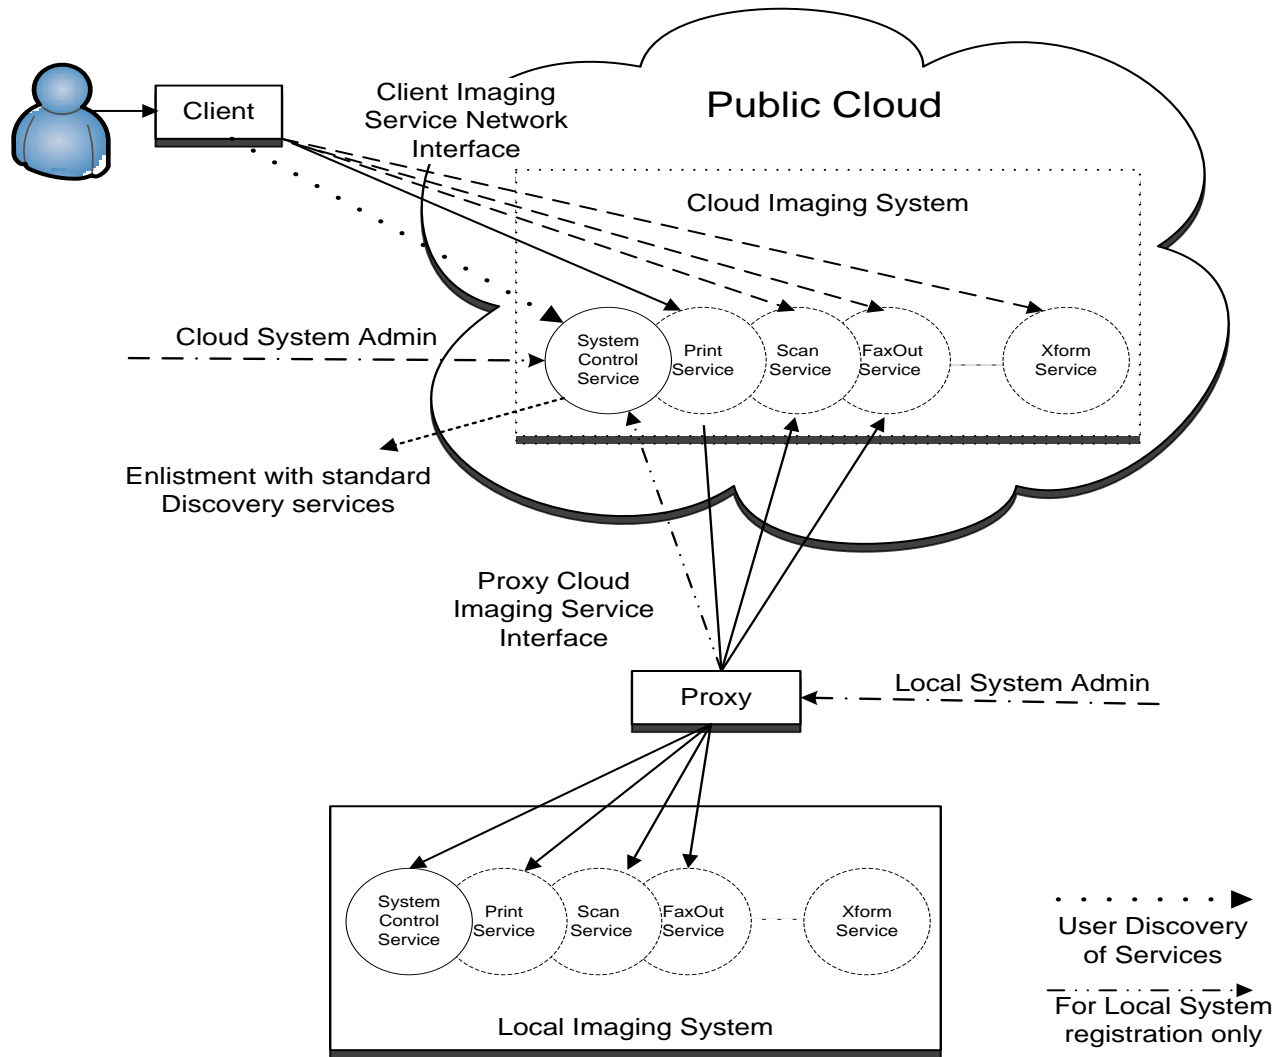 Client
Client Imaging
Service Network
Interface
Public Cloud
Cloud Imaging System
Cloud System Admin
System
Control
Service
Print
Service
Scan
Service
FaxOut
Service
Xform
Service
Enlistment with standard
Discovery services
Proxy Cloud
Imaging Service
Interface
Proxy
Local System Admin
System
Control
Service
Print
Service
Scan
Service
FaxOut
Service
Xform
Service
Local Imaging System
User Discovery
of Services
For Local System
registration only